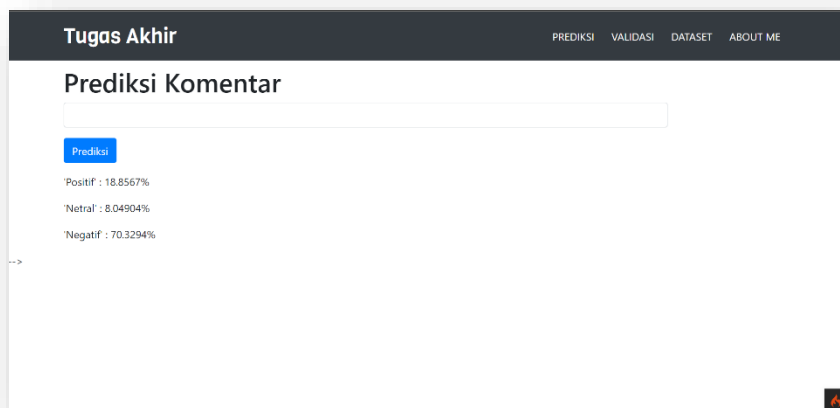 Tugas Akhir
PREDIKSI VALIDASI DATASET ABOUT ME
Prediksi Komentar
Prediksi
'Positif' : 18.8567%
'Netral' : 8.04904%
'Negatif' : 70.3294%
-->